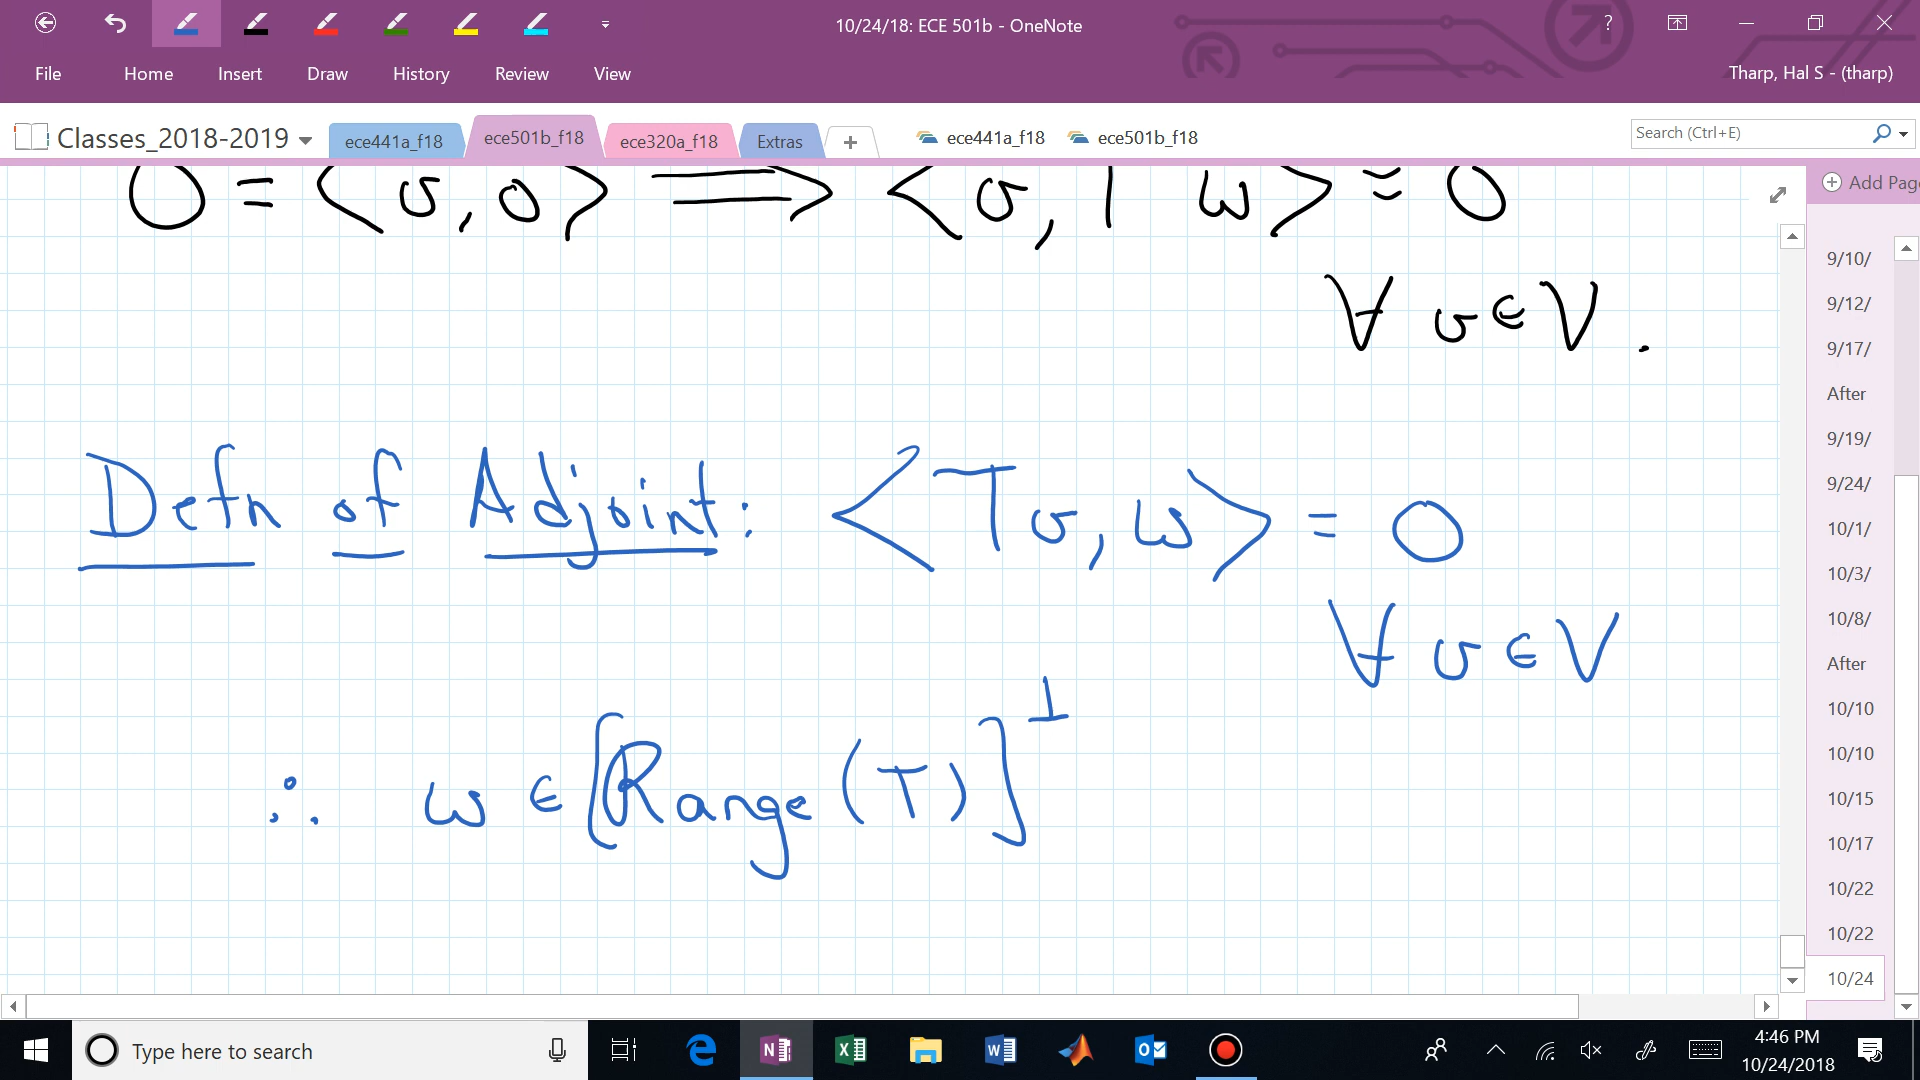 10/24/18: ECE 501b - OneNote
?
File Home Insert Draw History Review View
Tharp, Hal S - (tharp)
Classes_2018-2019
ece441a_f18 ece501b_f18 ece320a_f18 Extras
ece441a_f18 ece501b_f18
Search (Ctrl+E)
Add Pag
0 = <v, 0> ⟹ <v, T w> = 0
∀ v ∈ V .
Defn of Adjoint: <Tv, w> = 0
∀ v ∈ V
∴ w ∈ [Range(T)]^⊥
9/10/
9/12/
9/17/
After
9/19/
9/24/
10/1/
10/3/
10/8/
After
10/10
10/10
10/15
10/17
10/22
10/22
10/24
Type here to search
4:46 PM
10/24/2018